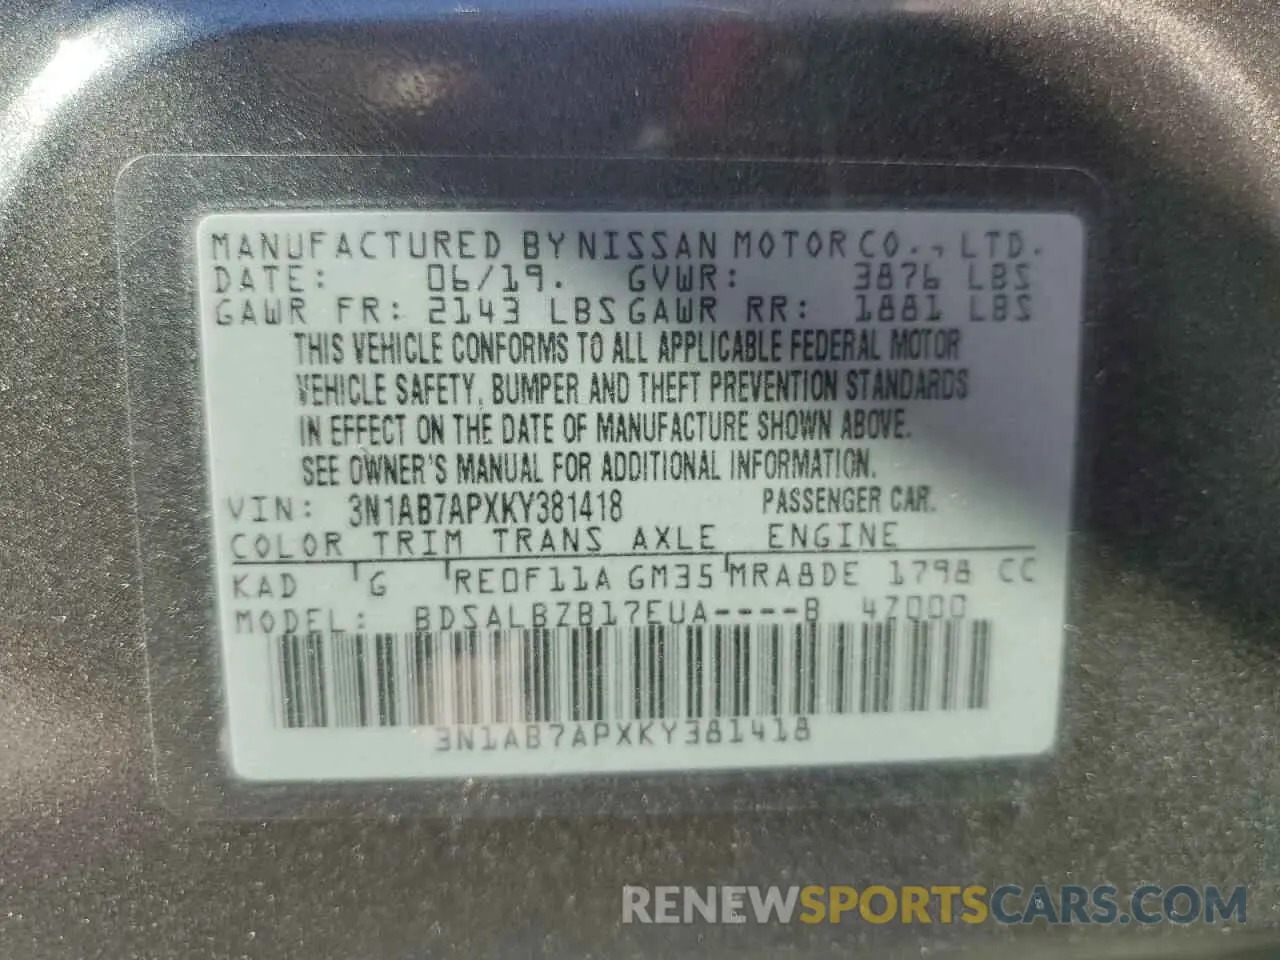 MANUFACTURED BY NISSAN MOTOR CO., LTD.
DATE: 06/19. GVWR: 3876 LBS
GAWR FR: 2143 LBS GAWR RR: 1881 LBS
THIS VEHICLE CONFORMS TO ALL APPLICABLE FEDERAL MOTOR
VEHICLE SAFETY, BUMPER AND THEFT PREVENTION STANDARDS
IN EFFECT ON THE DATE OF MANUFACTURE SHOWN ABOVE.
SEE OWNER'S MANUAL FOR ADDITIONAL INFORMATION.
VIN: 3N1AB7APXKY381418 PASSENGER CAR.
COLOR TRIM TRANS AXLE ENGINE
KAD G RE0F11A GM35 MRA8DE 1798 CC
MODEL: BDSALBZB17EUA----B 47000
3N1AB7APXKY381418
RENEWSPORTSCARS.COM